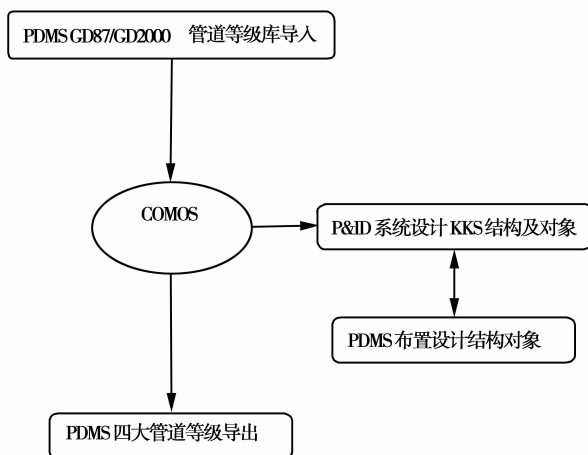 PDMS GD87/GD2000 管道等级库导入
COMOS
P&ID 系统设计 KKS 结构及对象
PDMS 布置设计结构对象
PDMS 四大管道等级导出